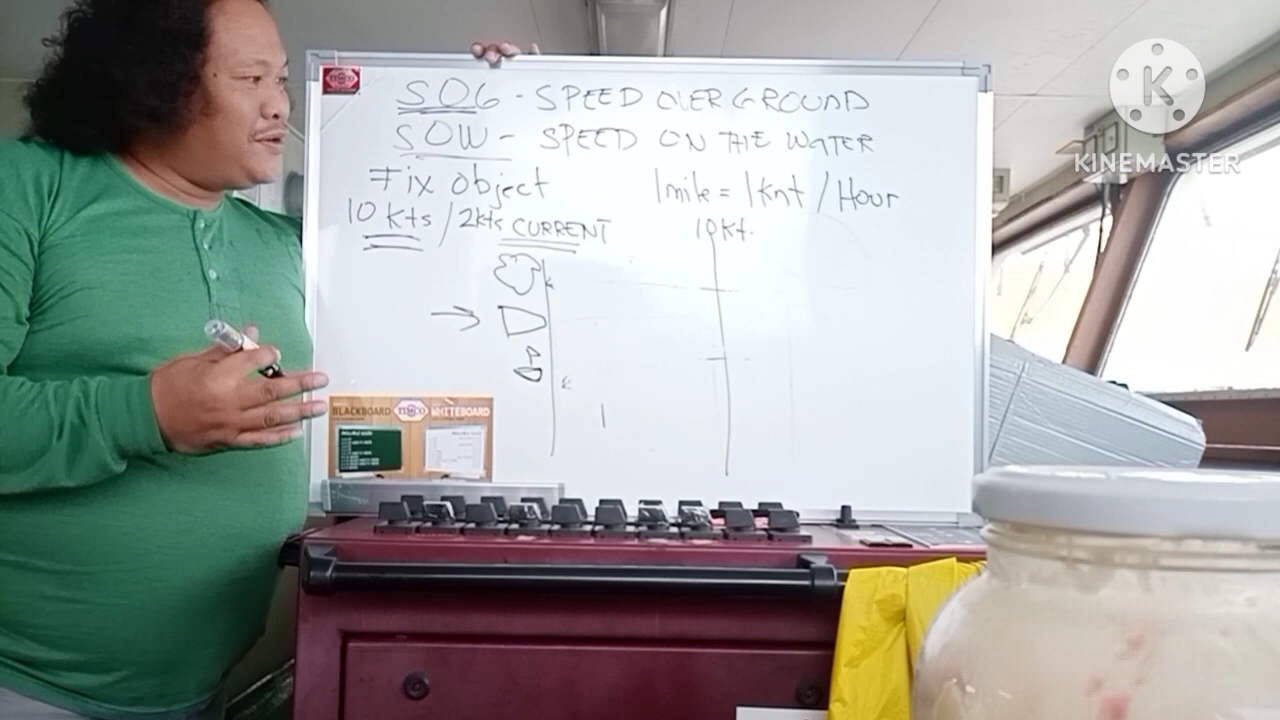 SOG - SPEED OVER GROUND
SOW - SPEED ON THE WATER
Fix object
1mile = 1knt / Hour
10 kts / 2kts CURRENT
10kt.
K
KINEMASTER
BLACKBOARD TIMCO WHITEBOARD